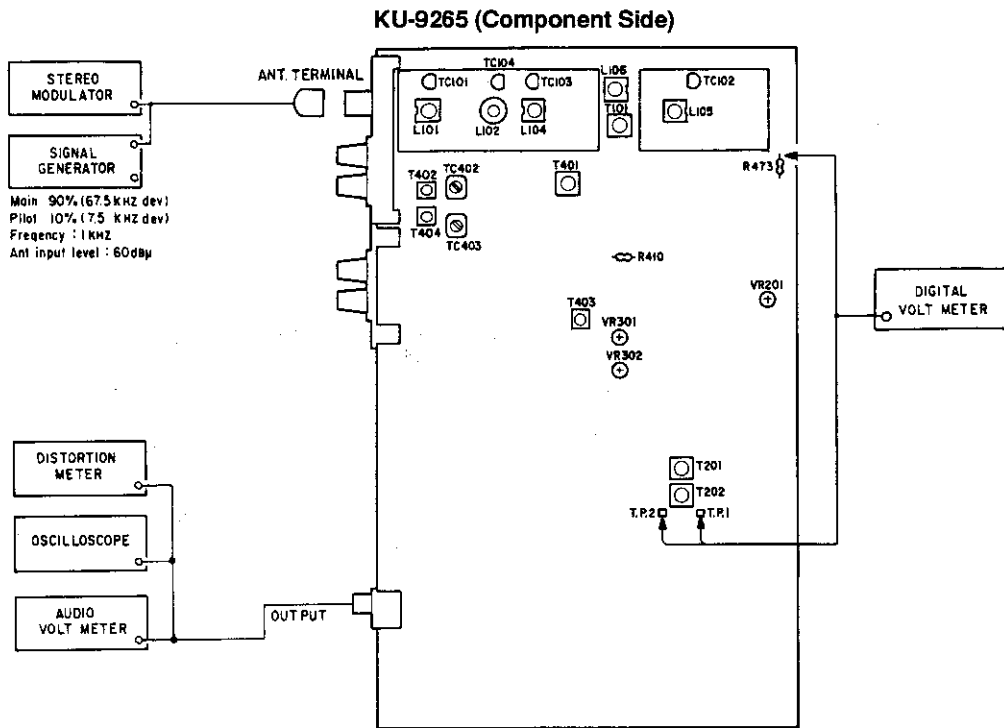 KU-9265 (Component Side)
STEREO
MODULATOR
ANT. TERMINAL
SIGNAL
GENERATOR
Main 90% (67.5 KHZ dev)
Pilot 10% (7.5 KHZ dev)
Freqency : 1KHZ
Ant input level : 60dBμ
TC101
TC104
TC103
L106
TC102
L101
L102
L104
T101
L105
R473
T402
TC402
T401
T404
TC403
R410
VR201
T403
VR301
VR302
DIGITAL
VOLT METER
T201
T202
T.P.2
T.P.1
DISTORTION
METER
OSCILLOSCOPE
AUDIO
VOLT METER
OUTPUT